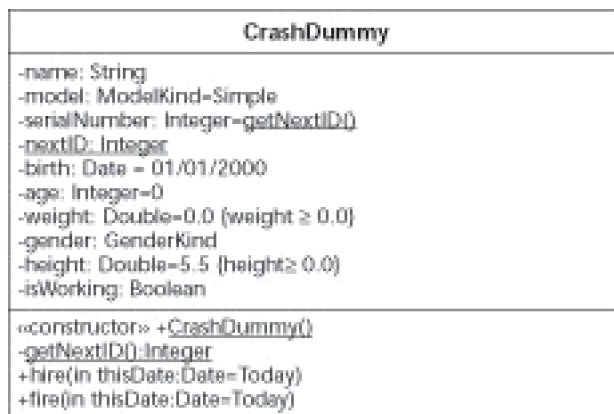 CrashDummy
-name: String
-model: ModelKind=Simple
-serialNumber: Integer=getNextID()
-nextID: Integer
-birth: Date = 01/01/2000
-age: Integer=0
-weight: Double=0.0 {weight ≥ 0.0}
-gender: GenderKind
-height: Double=5.5 {height≥ 0.0}
-isWorking: Boolean
«constructor» +CrashDummy()
-getNextID():Integer
+hire(in thisDate:Date=Today)
+fire(in thisDate:Date=Today)